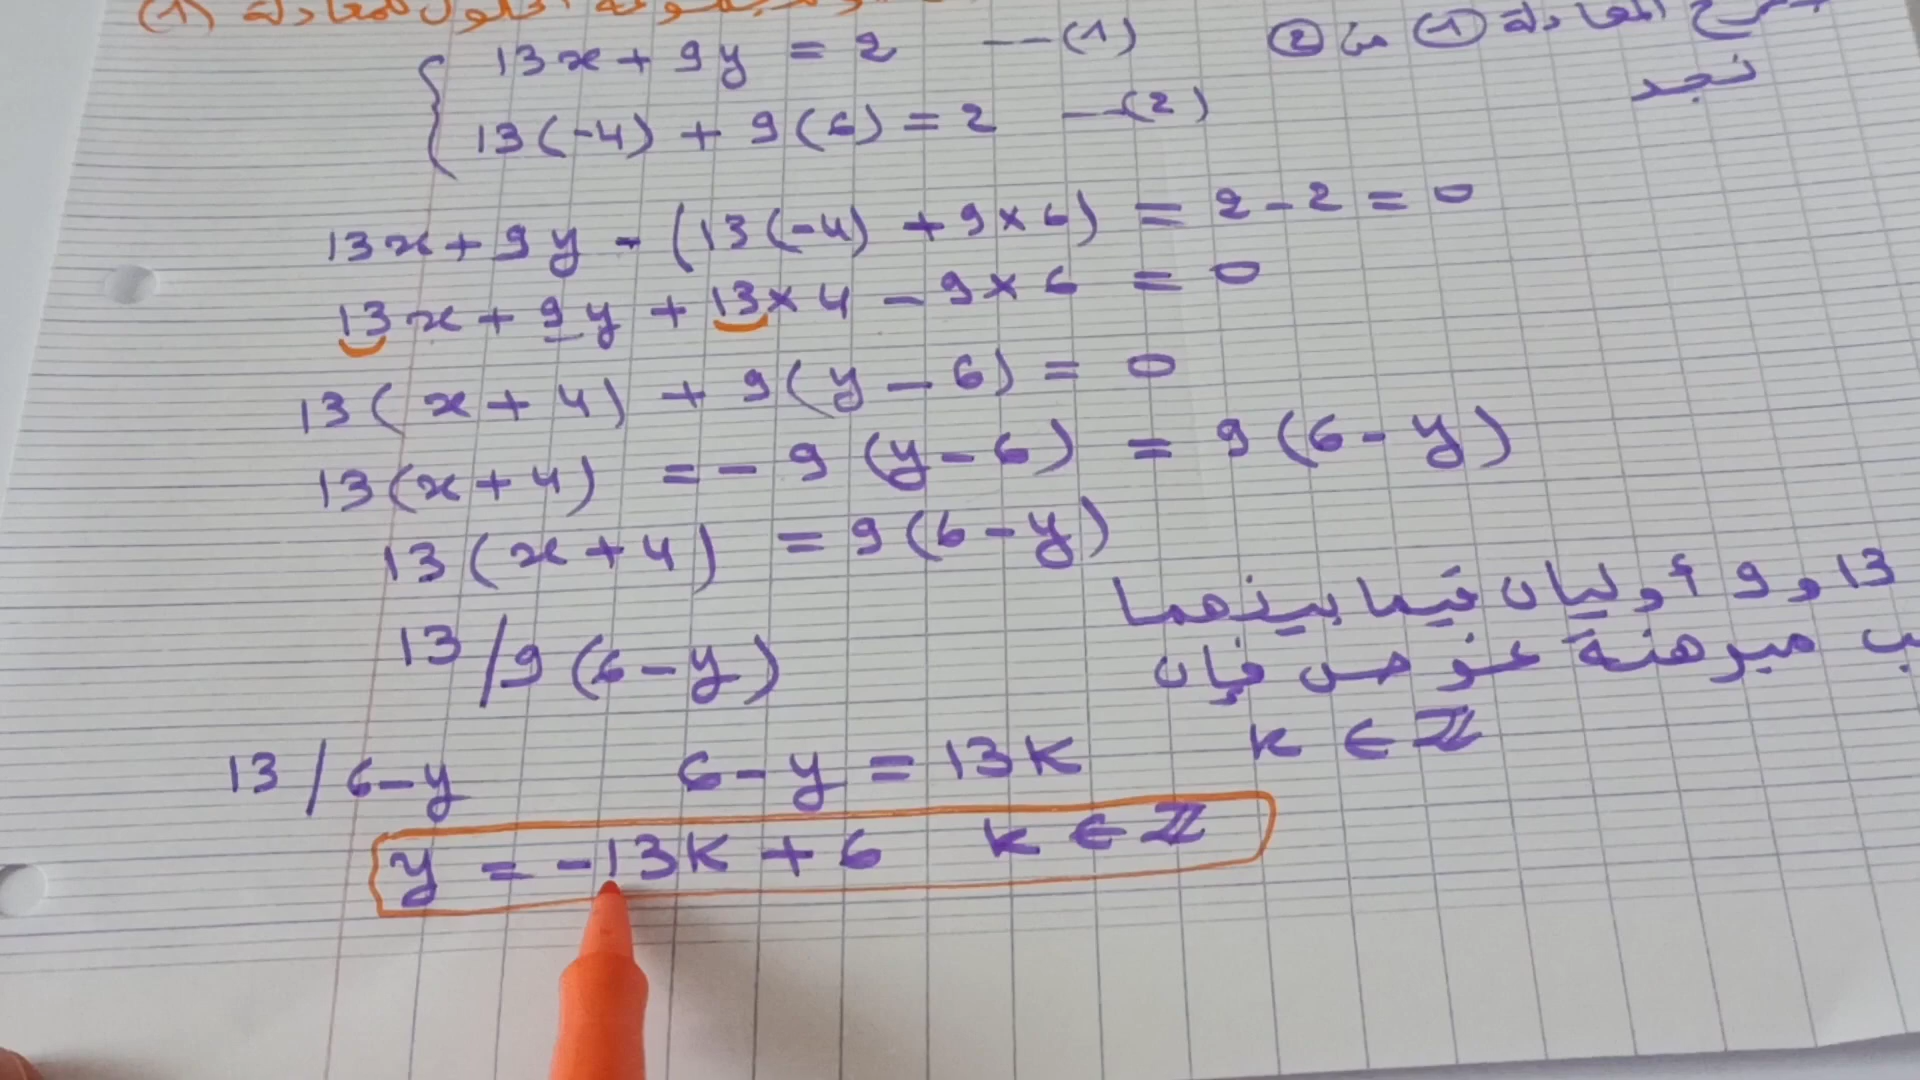 مجموعة حلول المعادلة (1)
13x + 9y = 2 --- (1)
بطرح المعادلة (1) من (2)
13(-4) + 9(6) = 2 --- (2)
نجد
13x + 9y - (13(-4) + 9×6) = 2 - 2 = 0
13x + 9y + 13×4 - 9×6 = 0
13(x + 4) + 9(y - 6) = 0
13(x + 4) = - 9(y - 6) = 9(6 - y)
13(x + 4) = 9(6 - y)
13 و 9 أوليان فيما بينهما
13/9(6 - y)
مبرهنة غوص فإن
13/6-y 6 - y = 13k k ∈ ℤ
y = -13k + 6 k ∈ ℤ